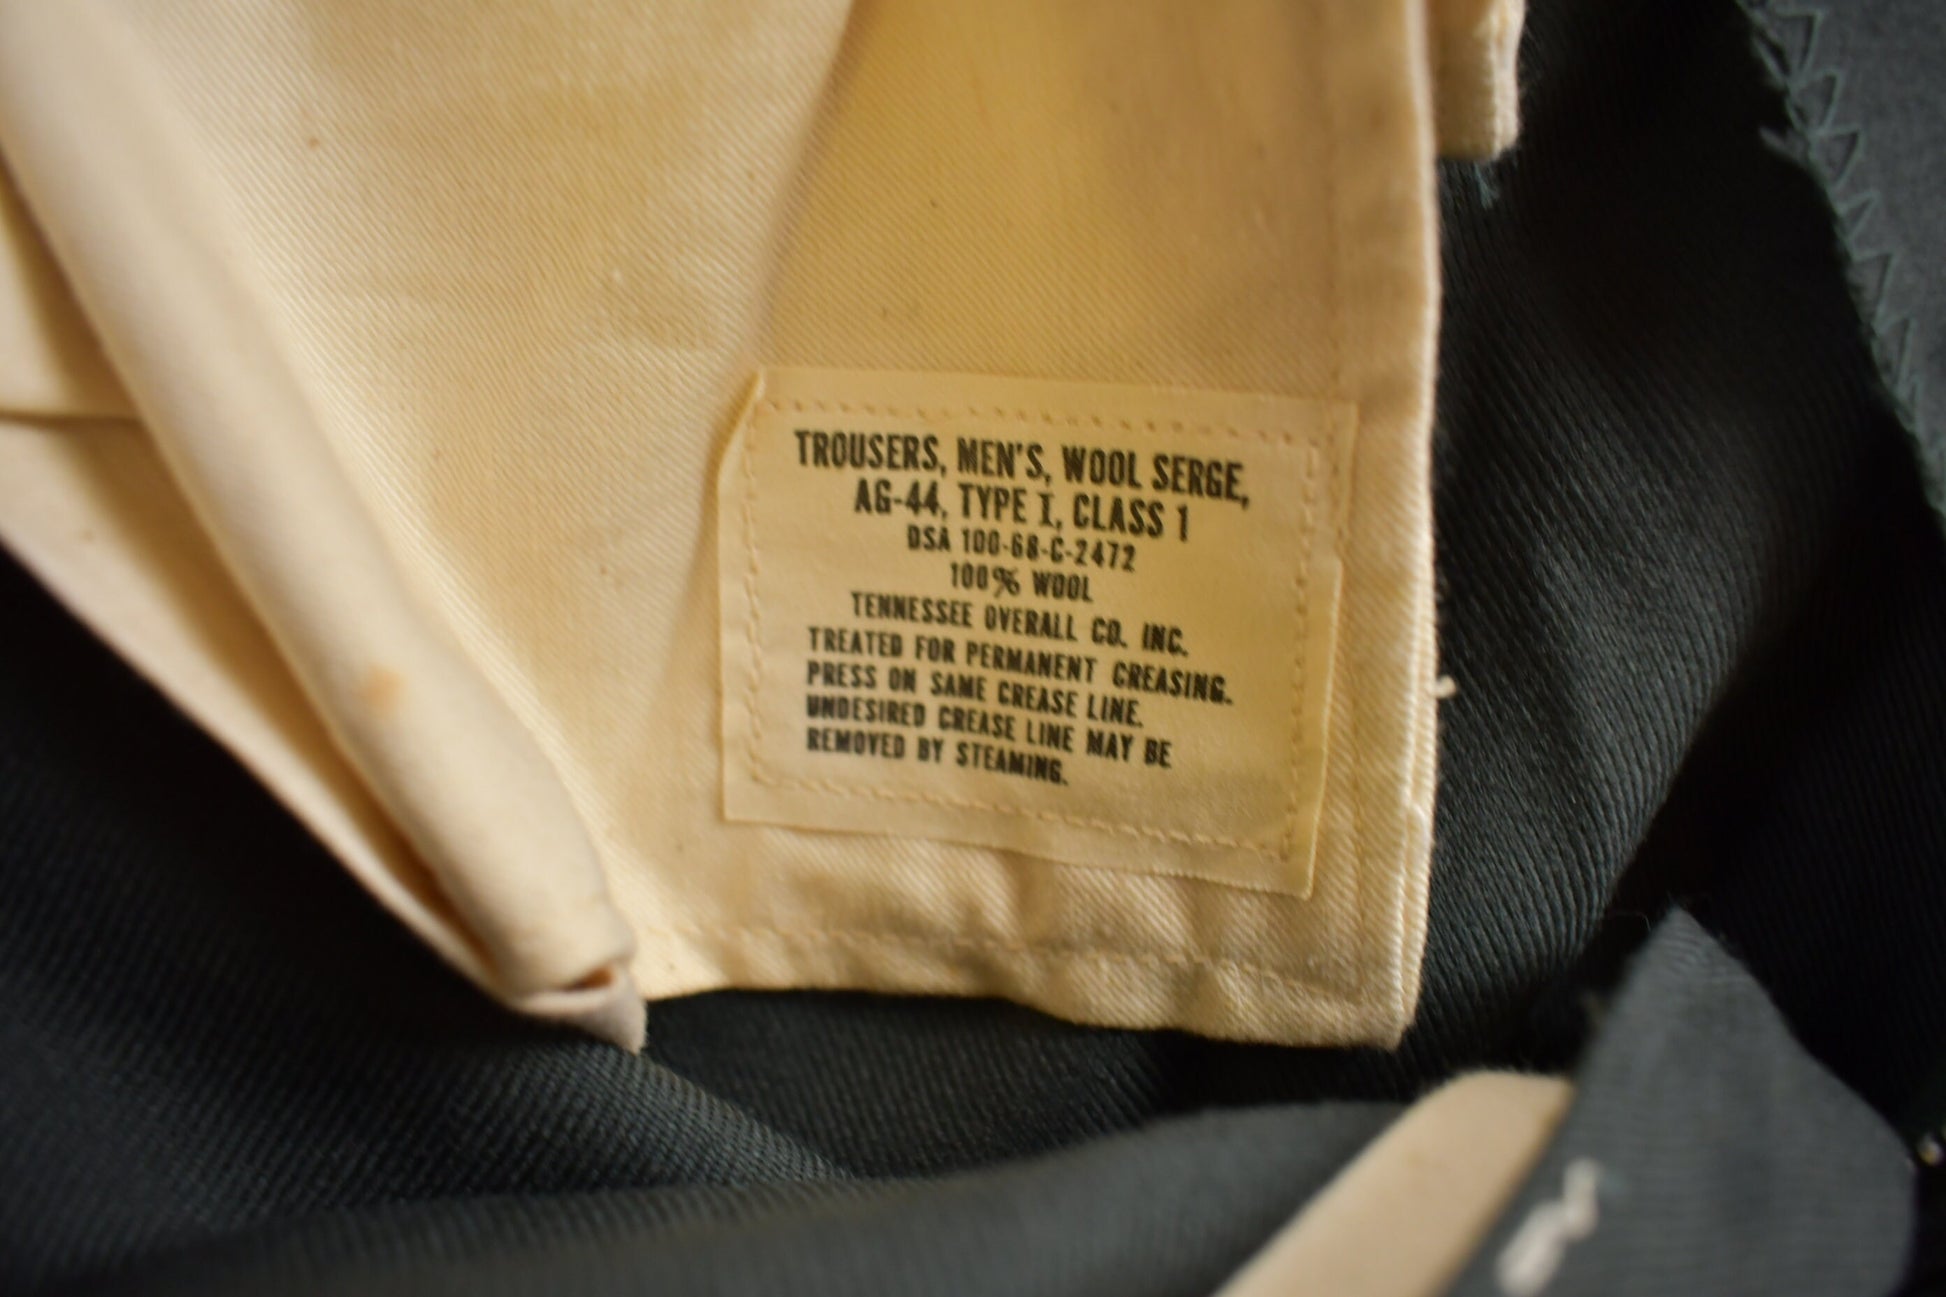 TROUSERS, MEN'S, WOOL SERGE,
AG-44, TYPE I, CLASS 1
DSA 100-68-C-2472
100% WOOL
TENNESSEE OVERALL CO. INC.
TREATED FOR PERMANENT CREASING.
PRESS ON SAME CREASE LINE.
UNDESIRED CREASE LINE MAY BE
REMOVED BY STEAMING.